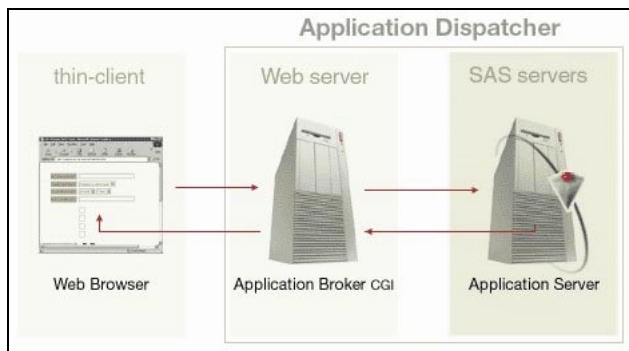 Application Dispatcher
thin-client
Web server
SAS servers
Web Browser
Application Broker CGI
Application Server